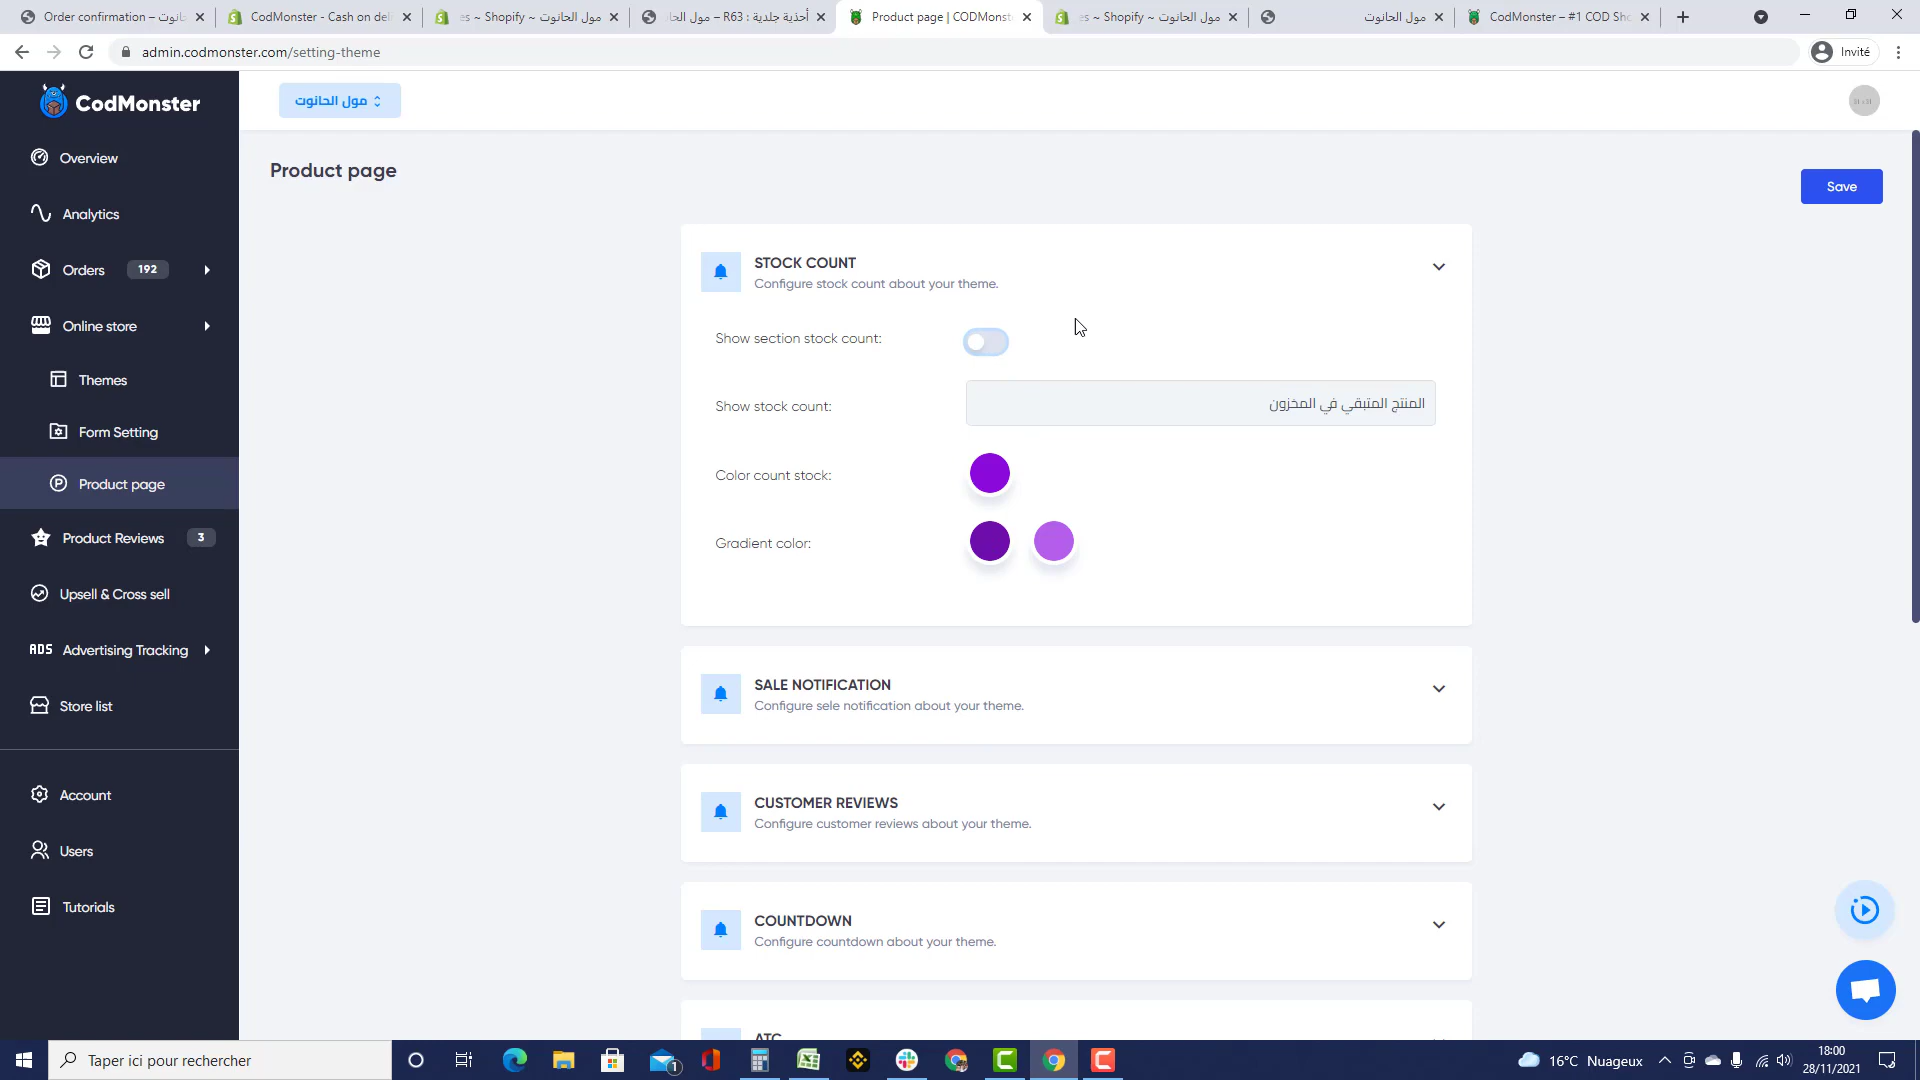 Order confirmation – مول الحانوت
CodMonster - Cash on deli
مول الحانوت ~ Shopify ~ es
أحذية جلدية : R63 – مول الحا
Product page | CODMonst
مول الحانوت ~ Shopify ~ es
مول الحانوت
CodMonster – #1 COD Sho
admin.codmonster.com/setting-theme
Invité
CodMonster
مول الحانوت
Overview
Product page
Save
Analytics
Orders 192
Online store
Themes
Form Setting
Product page
Product Reviews 3
Upsell & Cross sell
ADS Advertising Tracking
Store list
Account
Users
Tutorials
STOCK COUNT
Configure stock count about your theme.
Show section stock count:
Show stock count:
المنتج المتبقي في المخزون
Color count stock:
Gradient color:
SALE NOTIFICATION
Configure sele notification about your theme.
CUSTOMER REVIEWS
Configure customer reviews about your theme.
COUNTDOWN
Configure countdown about your theme.
ATC
Taper ici pour rechercher
1
16°C Nuageux
18:00
28/11/2021